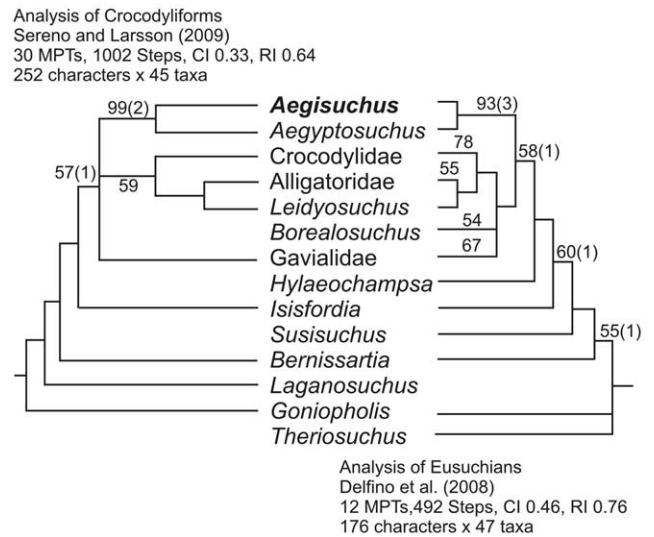 Analysis of Crocodyliforms
Sereno and Larsson (2009)
30 MPTs, 1002 Steps, CI 0.33, RI 0.64
252 characters x 45 taxa
99(2)
Aegisuchus
93(3)
Aegyptosuchus
78
57(1)
59
Crocodylidae
58(1)
Alligatoridae
55
Leidyosuchus
Borealosuchus
54
Gavialidae
67
Hylaeochampsa
60(1)
Isisfordia
Susisuchus
55(1)
Bernissartia
Laganosuchus
Goniopholis
Theriosuchus
Analysis of Eusuchians
Delfino et al. (2008)
12 MPTs,492 Steps, CI 0.46, RI 0.76
176 characters x 47 taxa